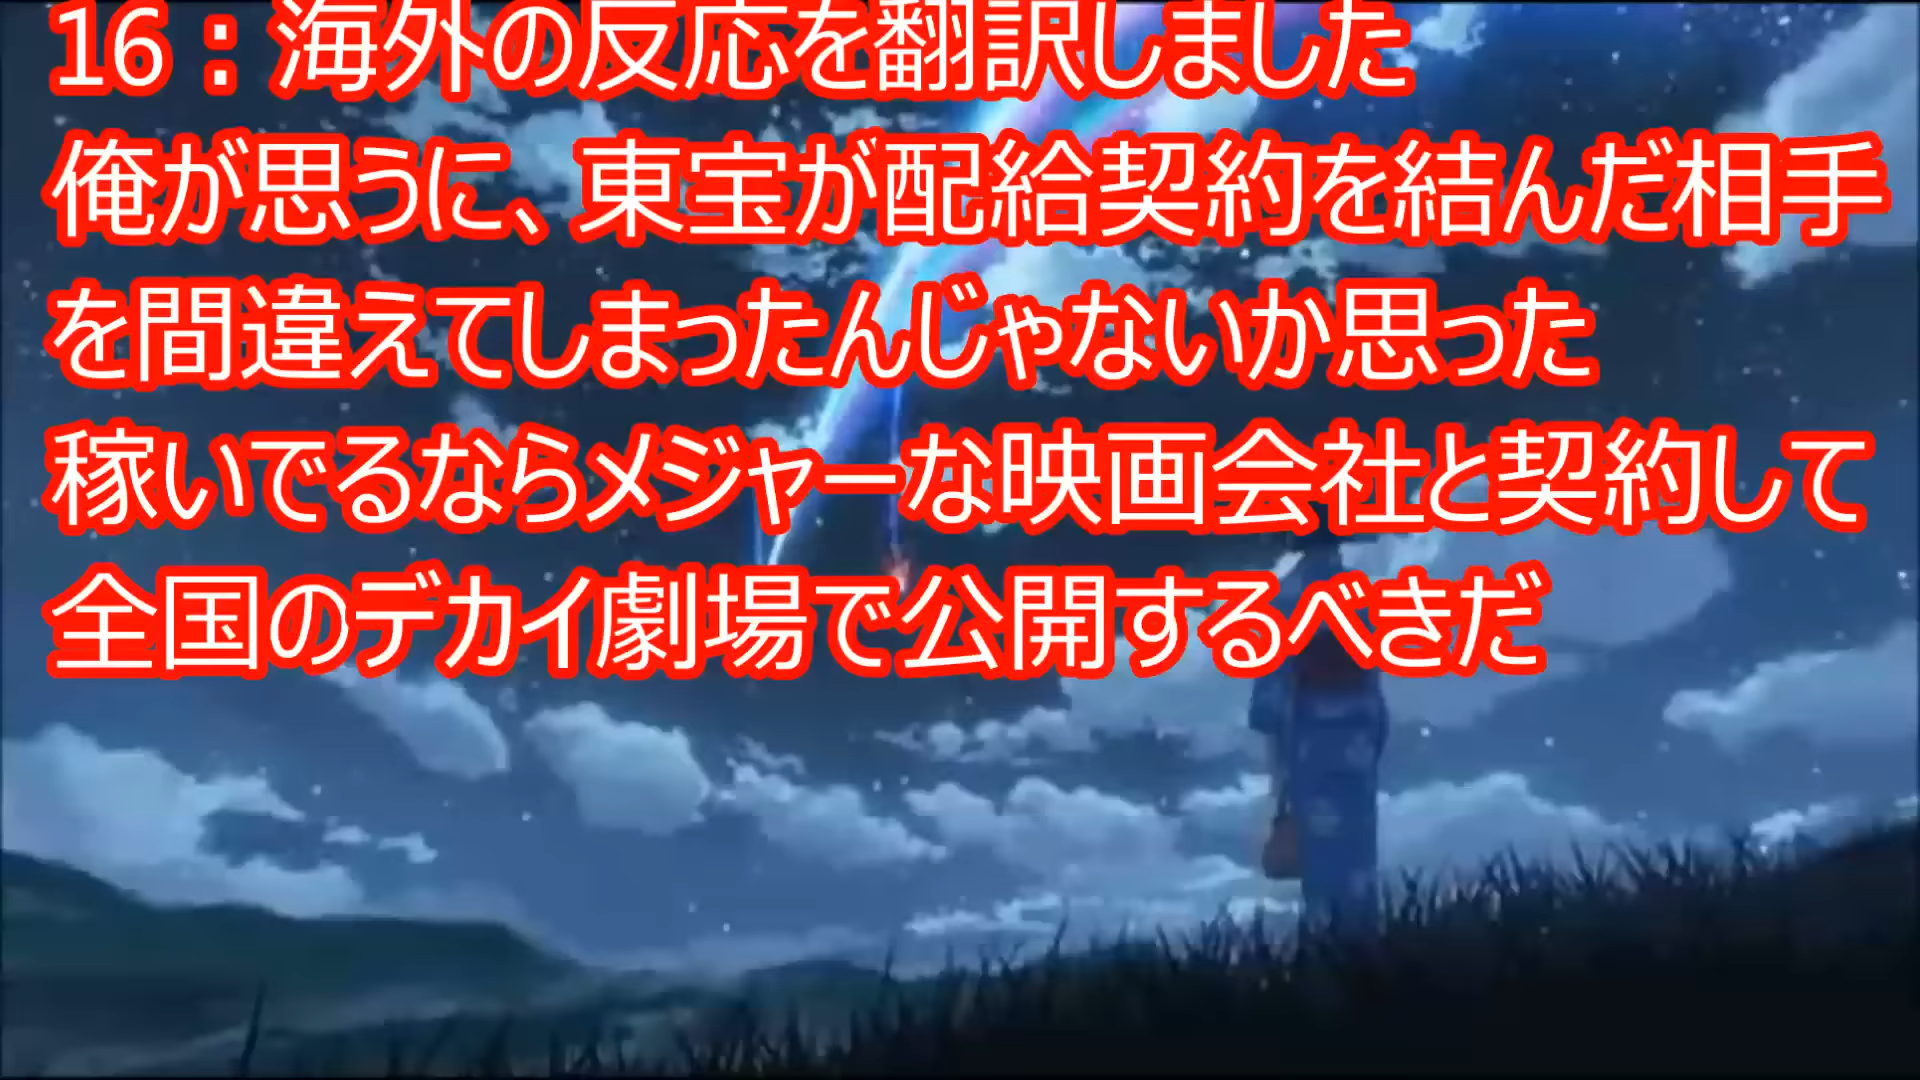 16：海外の反応を翻訳しました
俺が思うに、東宝が配給契約を結んだ相手
を間違えてしまったんじゃないか思った
稼いでるならメジャーな映画会社と契約して
全国のデカイ劇場で公開するべきだ